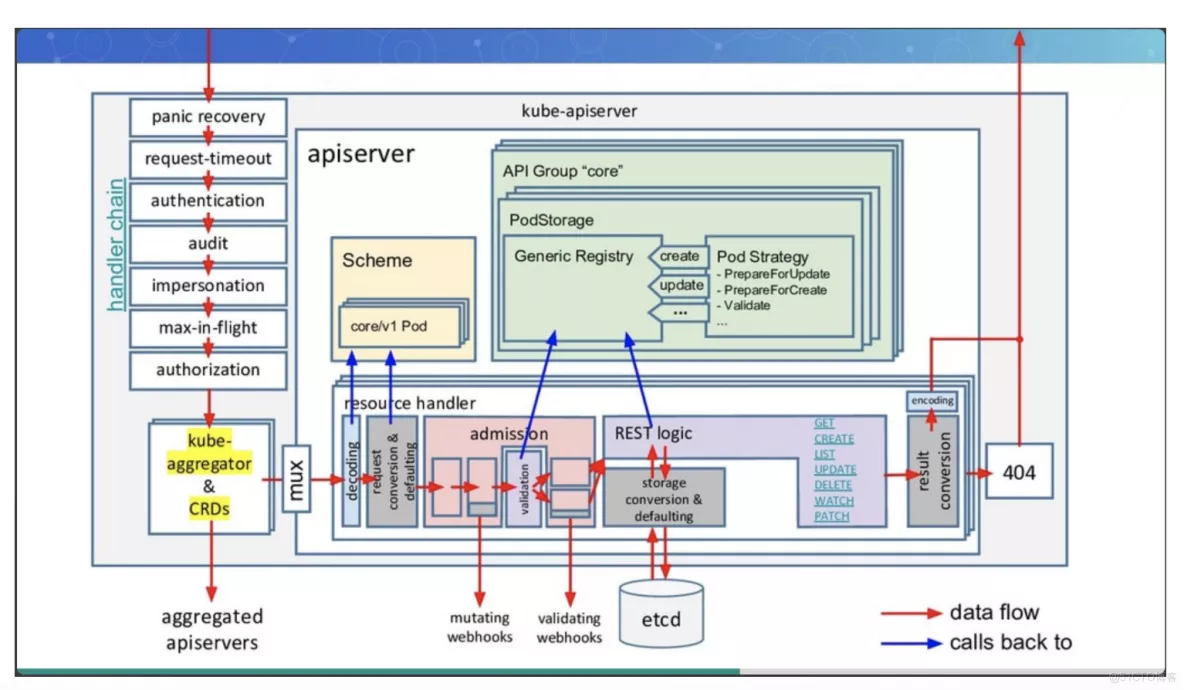 kube-apiserver
handler chain
panic recovery
request-timeout
authentication
audit
impersonation
max-in-flight
authorization
kube-
aggregator
&
CRDs
aggregated
apiservers
mux
apiserver
Scheme
core/v1 Pod
API Group “core”
PodStorage
Generic Registry
create
update
...
Pod Strategy
- PrepareForUpdate
- PrepareForCreate
- Validate
...
resource handler
decoding
request
conversion &
defaulting
admission
validation
mutating
webhooks
validating
webhooks
REST logic
storage
conversion &
defaulting
etcd
GET
CREATE
LIST
UPDATE
DELETE
WATCH
PATCH
encoding
result
conversion
404
data flow
calls back to
@51CTO博客